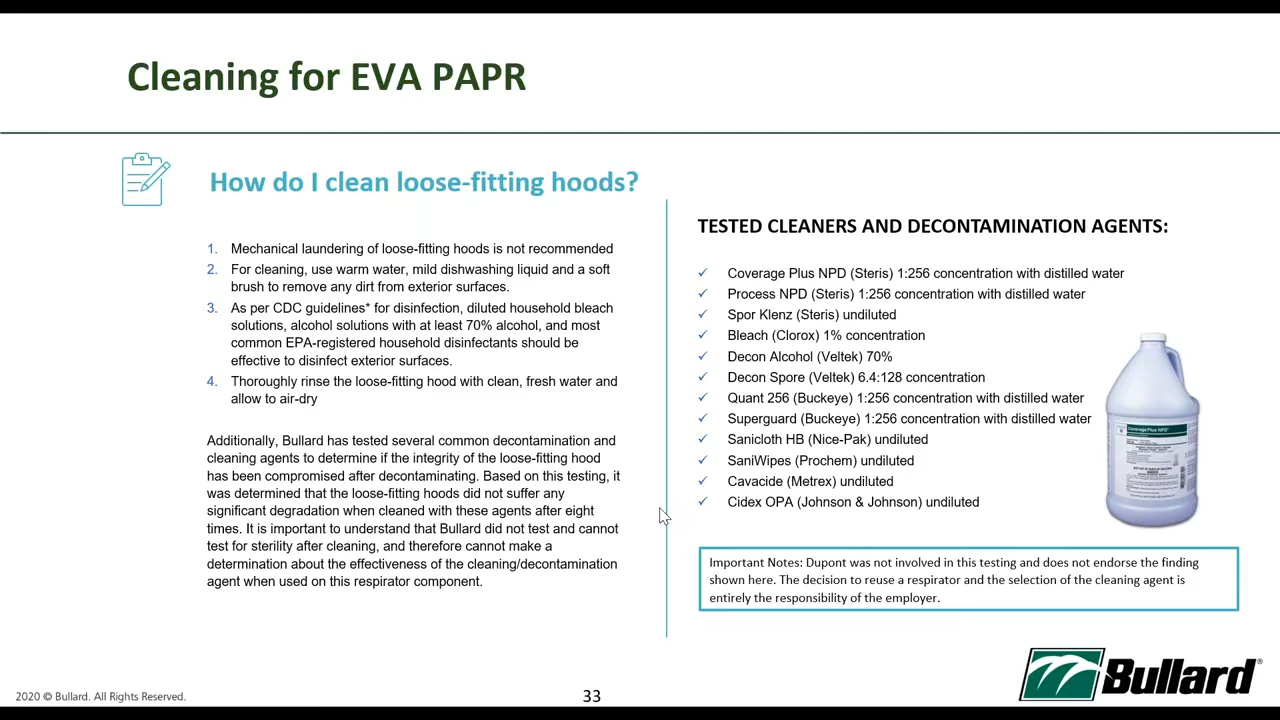 Cleaning for EVA PAPR
How do I clean loose-fitting hoods?
1. Mechanical laundering of loose-fitting hoods is not recommended
2. For cleaning, use warm water, mild dishwashing liquid and a soft
brush to remove any dirt from exterior surfaces.
3. As per CDC guidelines* for disinfection, diluted household bleach
solutions, alcohol solutions with at least 70% alcohol, and most
common EPA-registered household disinfectants should be
effective to disinfect exterior surfaces.
4. Thoroughly rinse the loose-fitting hood with clean, fresh water and
allow to air-dry
Additionally, Bullard has tested several common decontamination and
cleaning agents to determine if the integrity of the loose-fitting hood
has been compromised after decontaminating. Based on this testing, it
was determined that the loose-fitting hoods did not suffer any
significant degradation when cleaned with these agents after eight
times. It is important to understand that Bullard did not test and cannot
test for sterility after cleaning, and therefore cannot make a
determination about the effectiveness of the cleaning/decontamination
agent when used on this respirator component.
TESTED CLEANERS AND DECONTAMINATION AGENTS:
✓ Coverage Plus NPD (Steris) 1:256 concentration with distilled water
✓ Process NPD (Steris) 1:256 concentration with distilled water
✓ Spor Klenz (Steris) undiluted
✓ Bleach (Clorox) 1% concentration
✓ Decon Alcohol (Veltek) 70%
✓ Decon Spore (Veltek) 6.4:128 concentration
✓ Quant 256 (Buckeye) 1:256 concentration with distilled water
✓ Superguard (Buckeye) 1:256 concentration with distilled water
✓ Sanicloth HB (Nice-Pak) undiluted
✓ SaniWipes (Prochem) undiluted
✓ Cavacide (Metrex) undiluted
✓ Cidex OPA (Johnson & Johnson) undiluted
Coverage Plus NPD
Important Notes: Dupont was not involved in this testing and does not endorse the finding
shown here. The decision to reuse a respirator and the selection of the cleaning agent is
entirely the responsibility of the employer.
2020 © Bullard. All Rights Reserved.
33
Bullard®